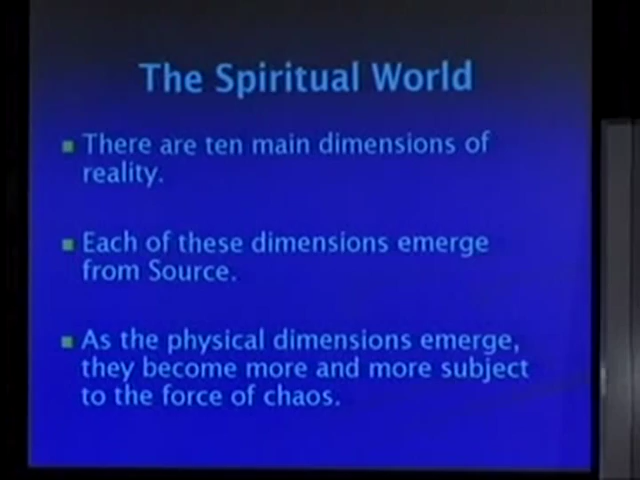 The Spiritual World
There are ten main dimensions of
reality.
Each of these dimensions emerge
from Source.
As the physical dimensions emerge,
they become more and more subject
to the force of chaos.